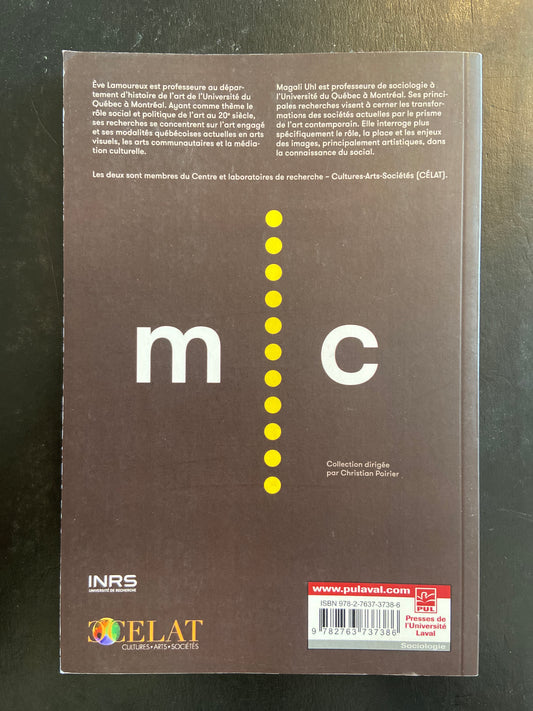 Ève Lamoureux est professeure au dépar-
tement d'histoire de l'art de l'Université du
Québec à Montréal. Ayant comme thème le
rôle social et politique de l'art au 20e siècle,
ses recherches se concentrent sur l'art engagé
et ses modalités québécoises actuelles en arts
visuels, les arts communautaires et la média-
tion culturelle.
Magali Uhl est professeure de sociologie à
l'Université du Québec à Montréal. Ses prin-
cipales recherches visent à cerner les transfor-
mations des sociétés actuelles par le prisme
de l'art contemporain. Elle interroge plus
spécifiquement le rôle, la place et les enjeux
des images, principalement artistiques, dans
la connaissance du social.
Les deux sont membres du Centre et laboratoires de recherche – Cultures-Arts-Sociétés (CÉLAT).
m c
Collection dirigée
par Christian Poirier
INRS
UNIVERSITÉ DE RECHERCHE
CELAT
CULTURES • ARTS • SOCIÉTÉS
www.pulaval.com
ISBN 978-2-7637-3738-6
9 782763 737386
PUL
Presses de
l'Université
Laval
Sociologie